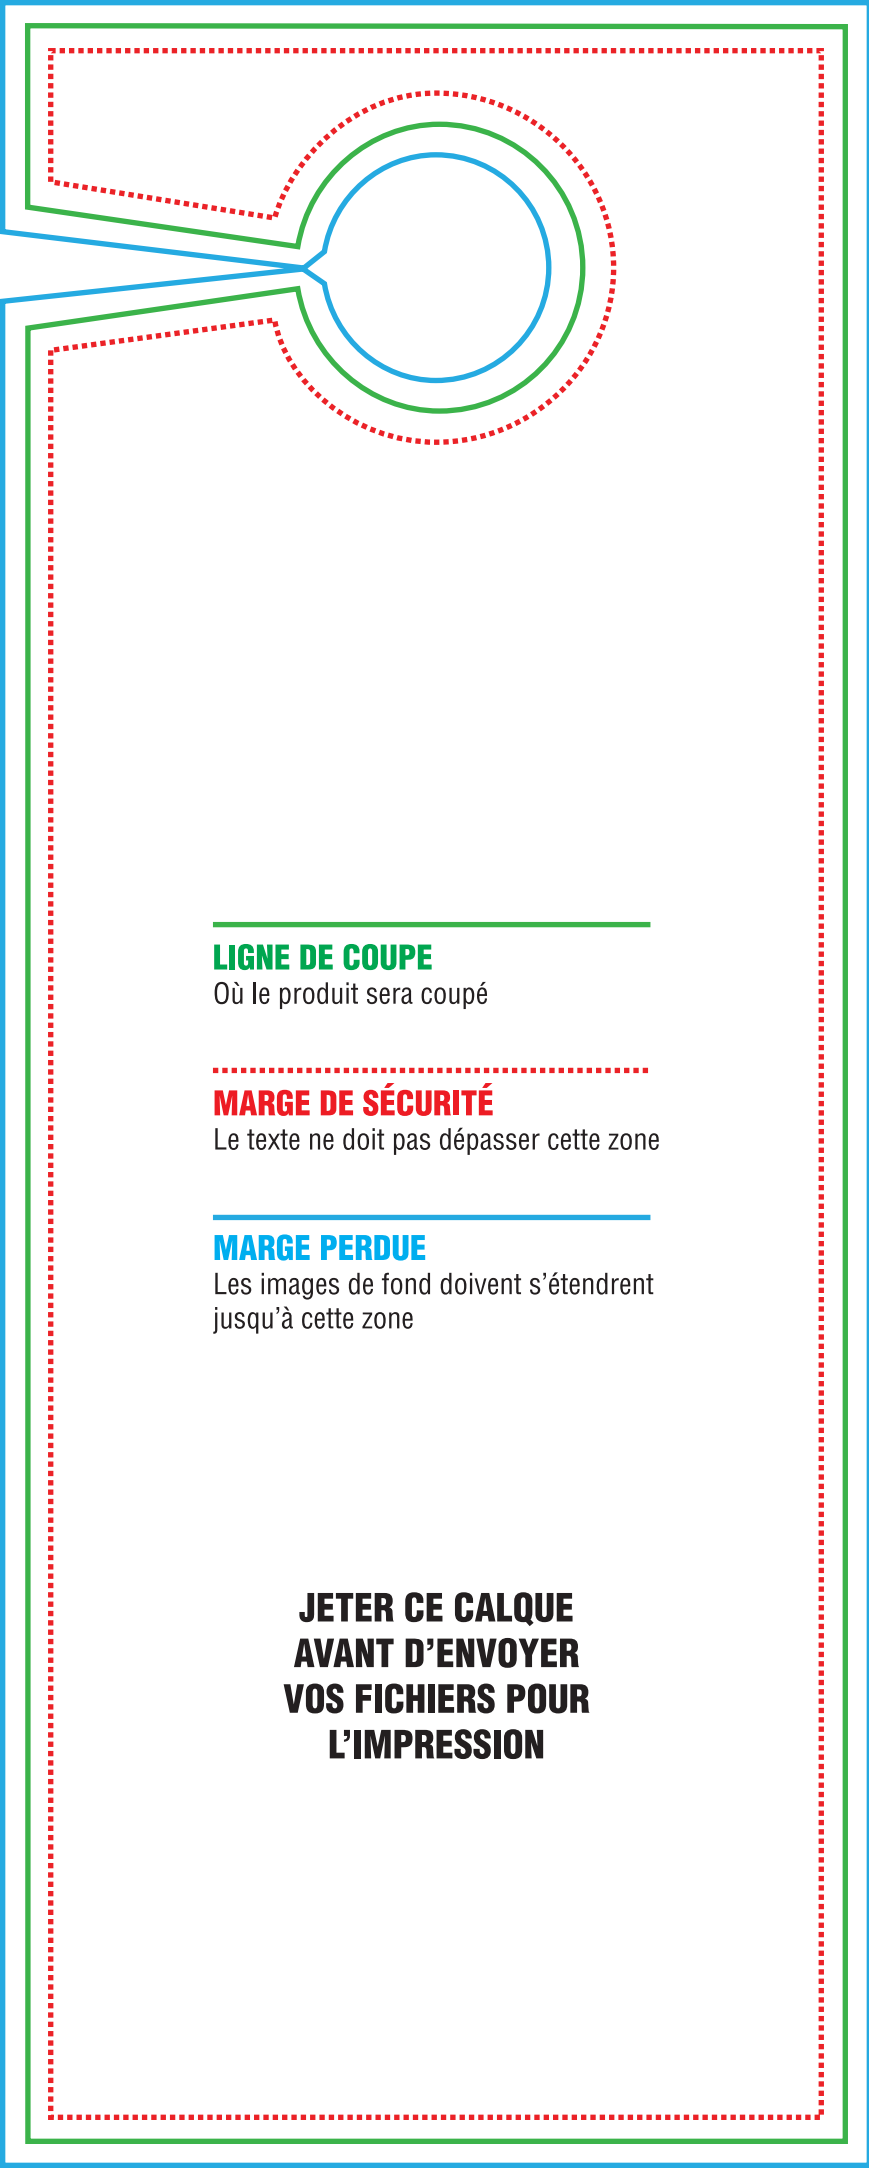 LIGNE DE COUPE
Où le produit sera coupé
MARGE DE SÉCURITÉ
Le texte ne doit pas dépasser cette zone
MARGE PERDUE
Les images de fond doivent s’étendrent
jusqu’à cette zone
JETER CE CALQUE
AVANT D’ENVOYER
VOS FICHIERS POUR
L’IMPRESSION